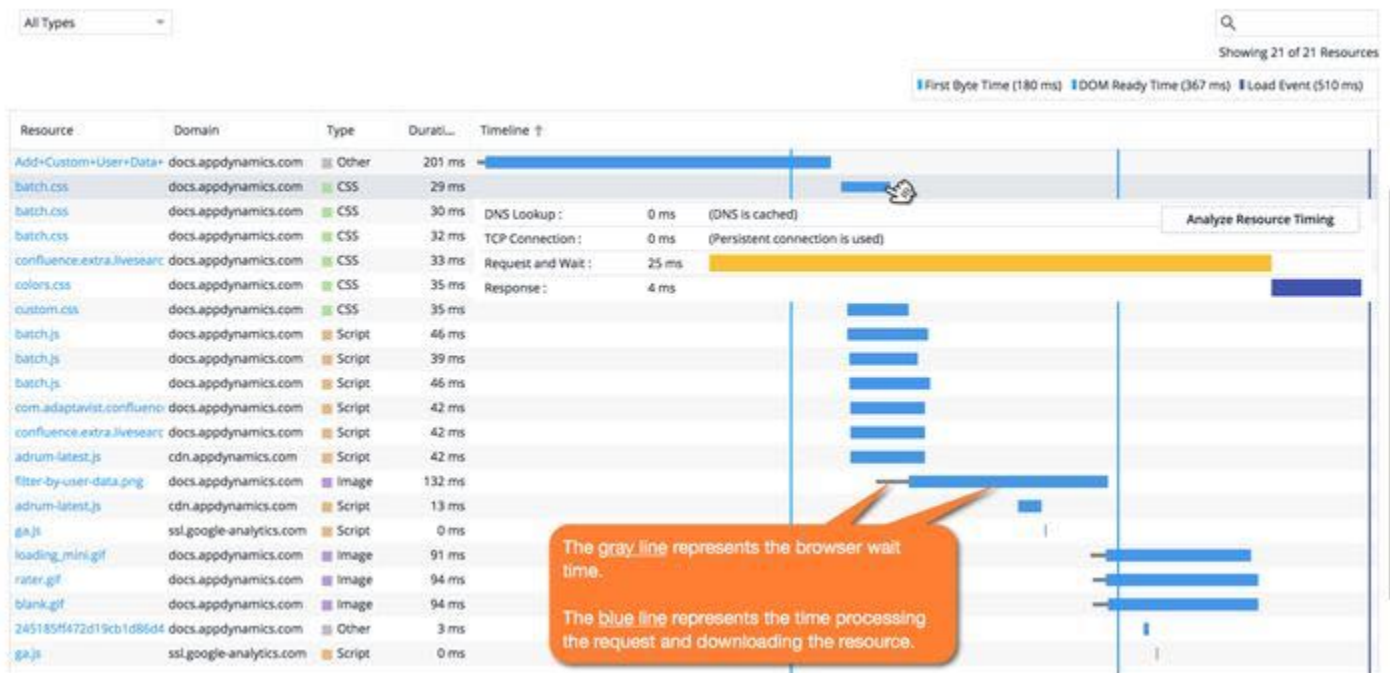 All Types
Showing 21 of 21 Resources
First Byte Time (180 ms) DOM Ready Time (367 ms) Load Event (510 ms)
Resource Domain Type Durati... Timeline ↑
Add+Custom+User+Data+ docs.appdynamics.com Other 201 ms
batch.css docs.appdynamics.com CSS 29 ms
batch.css docs.appdynamics.com CSS 30 ms DNS Lookup : 0 ms (DNS is cached) Analyze Resource Timing
batch.css docs.appdynamics.com CSS 32 ms TCP Connection : 0 ms (Persistent connection is used)
confluence.extra.livesearc docs.appdynamics.com CSS 33 ms Request and Wait : 25 ms
colors.css docs.appdynamics.com CSS 35 ms Response : 4 ms
custom.css docs.appdynamics.com CSS 35 ms
batch.js docs.appdynamics.com Script 46 ms
batch.js docs.appdynamics.com Script 39 ms
batch.js docs.appdynamics.com Script 46 ms
com.adaptavist.confluenc docs.appdynamics.com Script 42 ms
confluence.extra.livesearc docs.appdynamics.com Script 42 ms
adrum-latest.js cdn.appdynamics.com Script 42 ms
filter-by-user-data.png docs.appdynamics.com Image 132 ms
adrum-latest.js cdn.appdynamics.com Script 13 ms
ga.js ssl.google-analytics.com Script 0 ms
loading_mini.gif docs.appdynamics.com Image 91 ms
rater.gif docs.appdynamics.com Image 94 ms
blank.gif docs.appdynamics.com Image 94 ms
245185ff472d19cb1d86d4 docs.appdynamics.com Other 3 ms
ga.js ssl.google-analytics.com Script 0 ms
The gray line represents the browser wait
time.
The blue line represents the time processing
the request and downloading the resource.